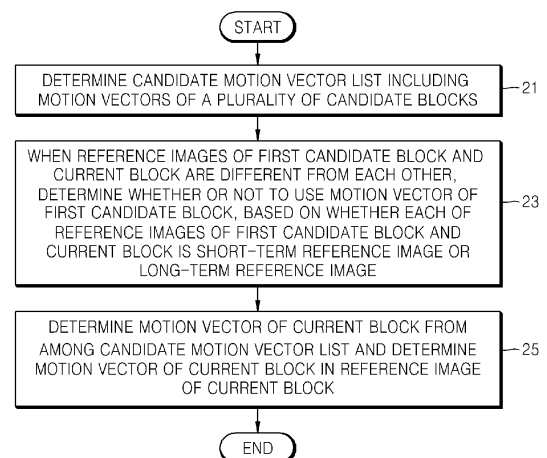 START
DETERMINE CANDIDATE MOTION VECTOR LIST INCLUDING
MOTION VECTORS OF A PLURALITY OF CANDIDATE BLOCKS
21
WHEN REFERENCE IMAGES OF FIRST CANDIDATE BLOCK AND
CURRENT BLOCK ARE DIFFERENT FROM EACH OTHER,
DETERMINE WHETHER OR NOT TO USE MOTION VECTOR OF
FIRST CANDIDATE BLOCK, BASED ON WHETHER EACH OF
REFERENCE IMAGES OF FIRST CANDIDATE BLOCK AND
CURRENT BLOCK IS SHORT-TERM REFERENCE IMAGE OR
LONG-TERM REFERENCE IMAGE
23
DETERMINE MOTION VECTOR OF CURRENT BLOCK FROM
AMONG CANDIDATE MOTION VECTOR LIST AND DETERMINE
MOTION VECTOR OF CURRENT BLOCK IN REFERENCE IMAGE
OF CURRENT BLOCK
25
END